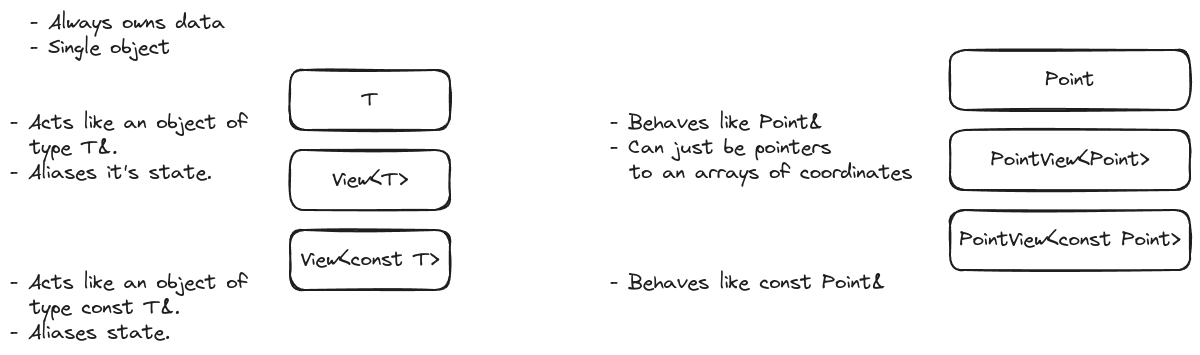 - Always owns data
- Single object
T
- Acts like an object of
type T&.
- Aliases it's state.
View<T>
View<const T>
- Acts like an object of
type const T&.
- Aliases state.
Point
- Behaves like Point&
- Can just be pointers
to an arrays of coordinates
PointView<Point>
PointView<const Point>
- Behaves like const Point&